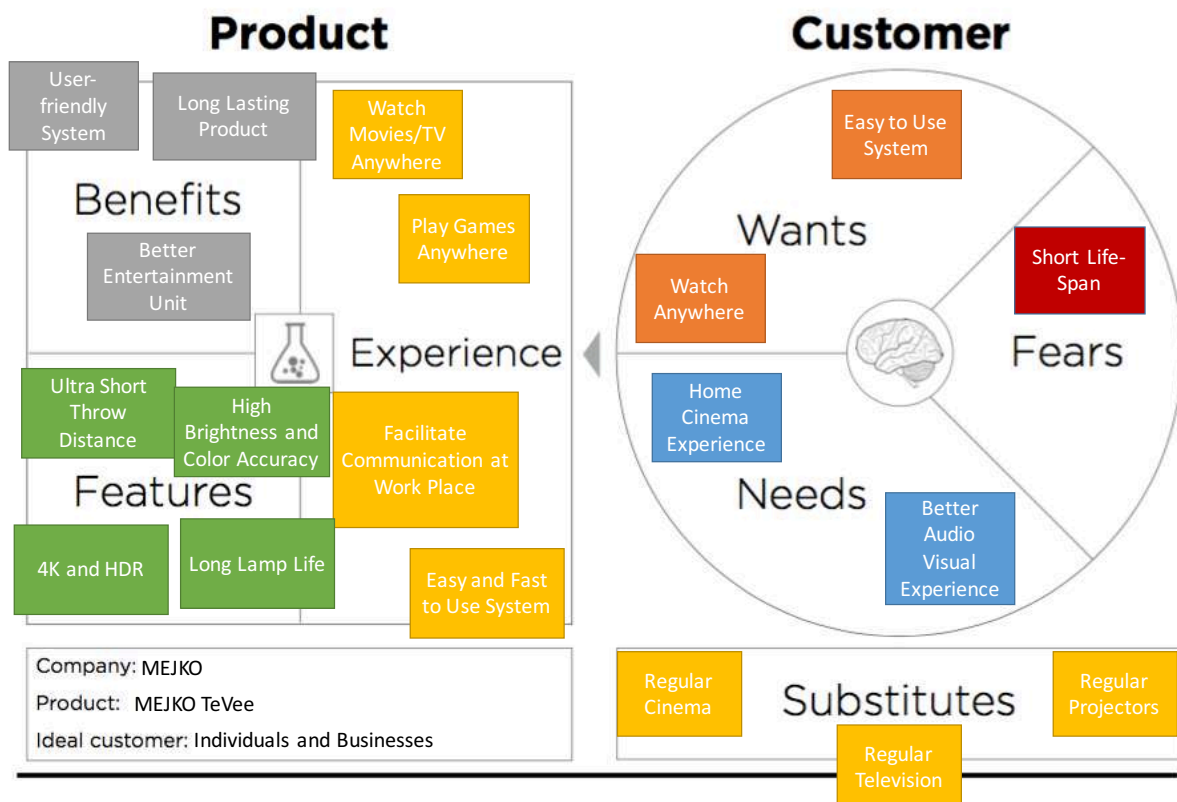 Product
User-
friendly
System
Long Lasting
Product
Watch
Movies/TV
Anywhere
Benefits
Play Games
Anywhere
Better
Entertainment
Unit
Experience
Ultra Short
Throw
Distance
High
Brightness and
Color Accuracy
Facilitate
Communication at
Work Place
Features
4K and HDR
Long Lamp Life
Easy and Fast
to Use System
Company: MEJKO
Product: MEJKO TeVee
Ideal customer: Individuals and Businesses
Customer
Easy to Use
System
Wants
Watch
Anywhere
Short Life-
Span
Fears
Home
Cinema
Experience
Needs
Better
Audio
Visual
Experience
Regular
Cinema
Substitutes
Regular
Projectors
Regular
Television